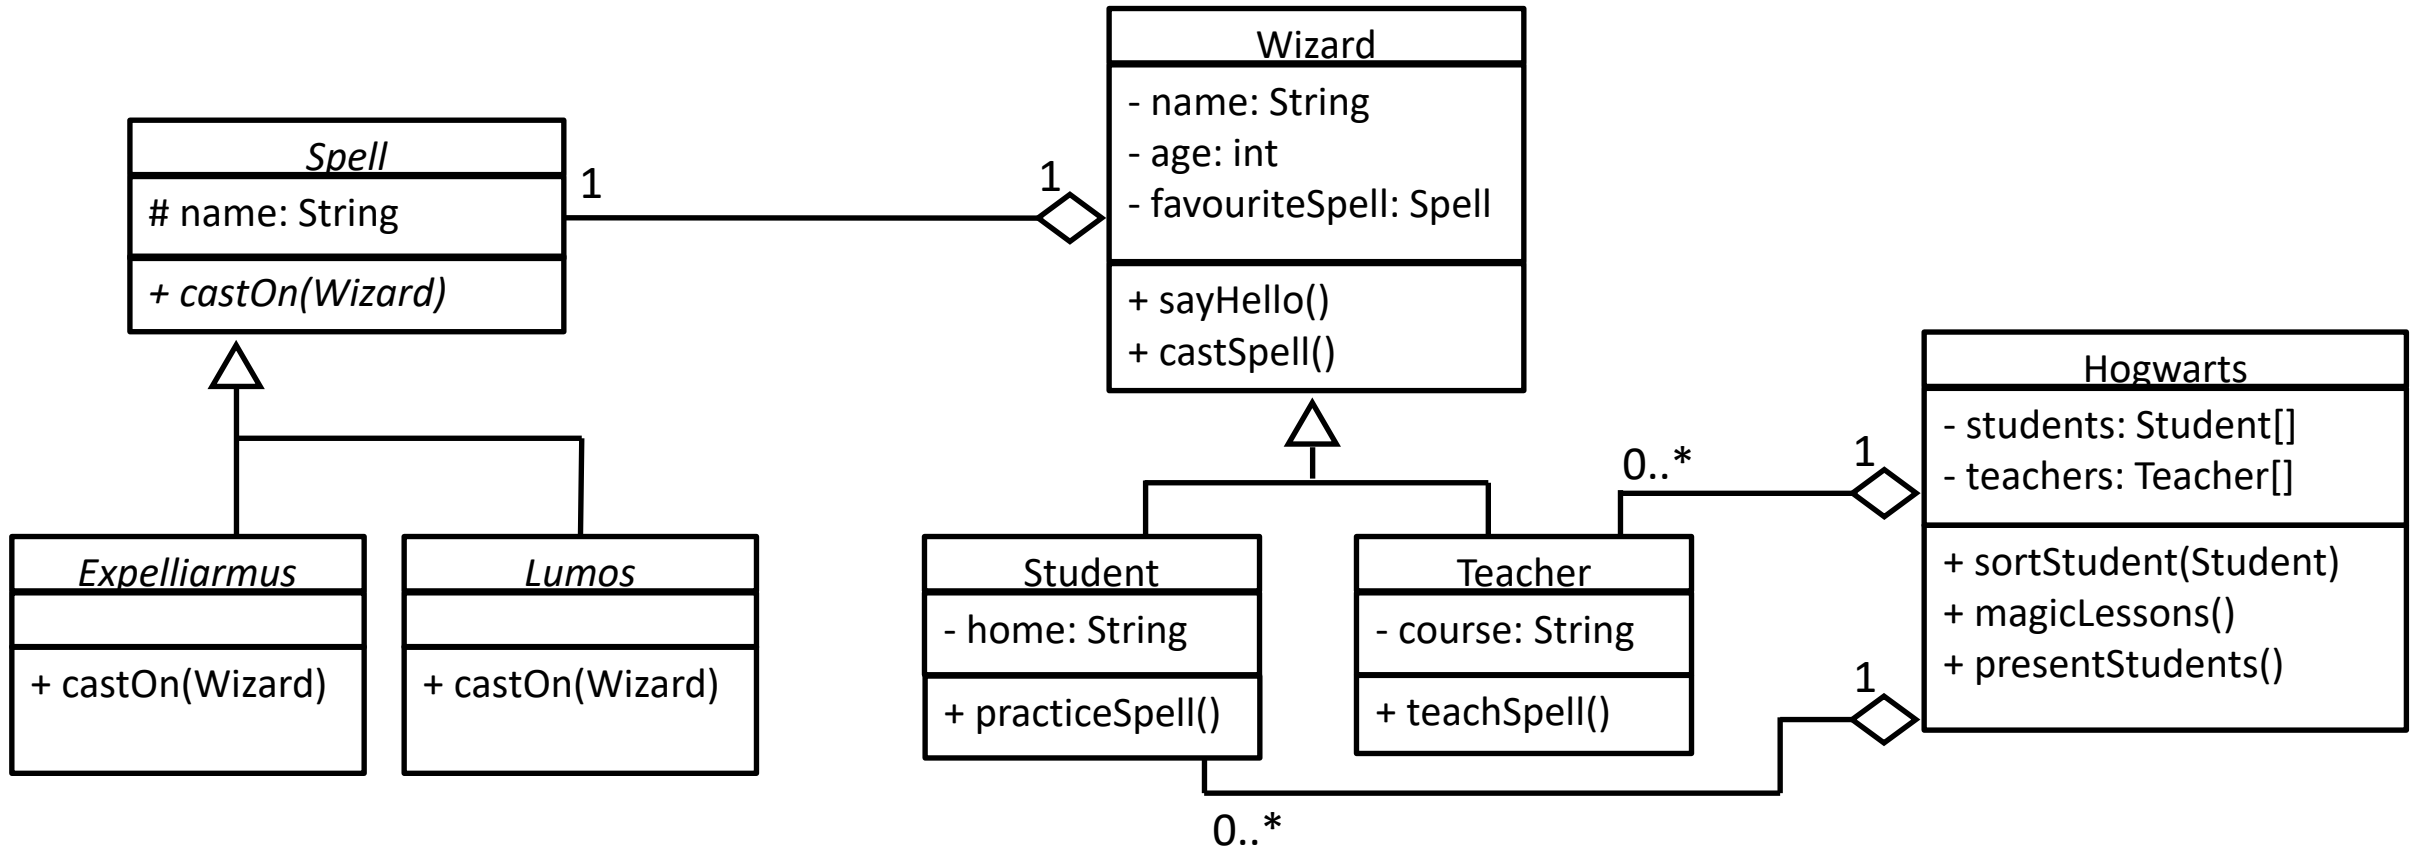 Spell
# name: String
+ castOn(Wizard)
1
1
Wizard
- name: String
- age: int
- favouriteSpell: Spell
+ sayHello()
+ castSpell()
Expelliarmus
+ castOn(Wizard)
Lumos
+ castOn(Wizard)
Student
- home: String
+ practiceSpell()
Teacher
- course: String
+ teachSpell()
0..*
1
Hogwarts
- students: Student[]
- teachers: Teacher[]
+ sortStudent(Student)
+ magicLessons()
+ presentStudents()
1
0..*